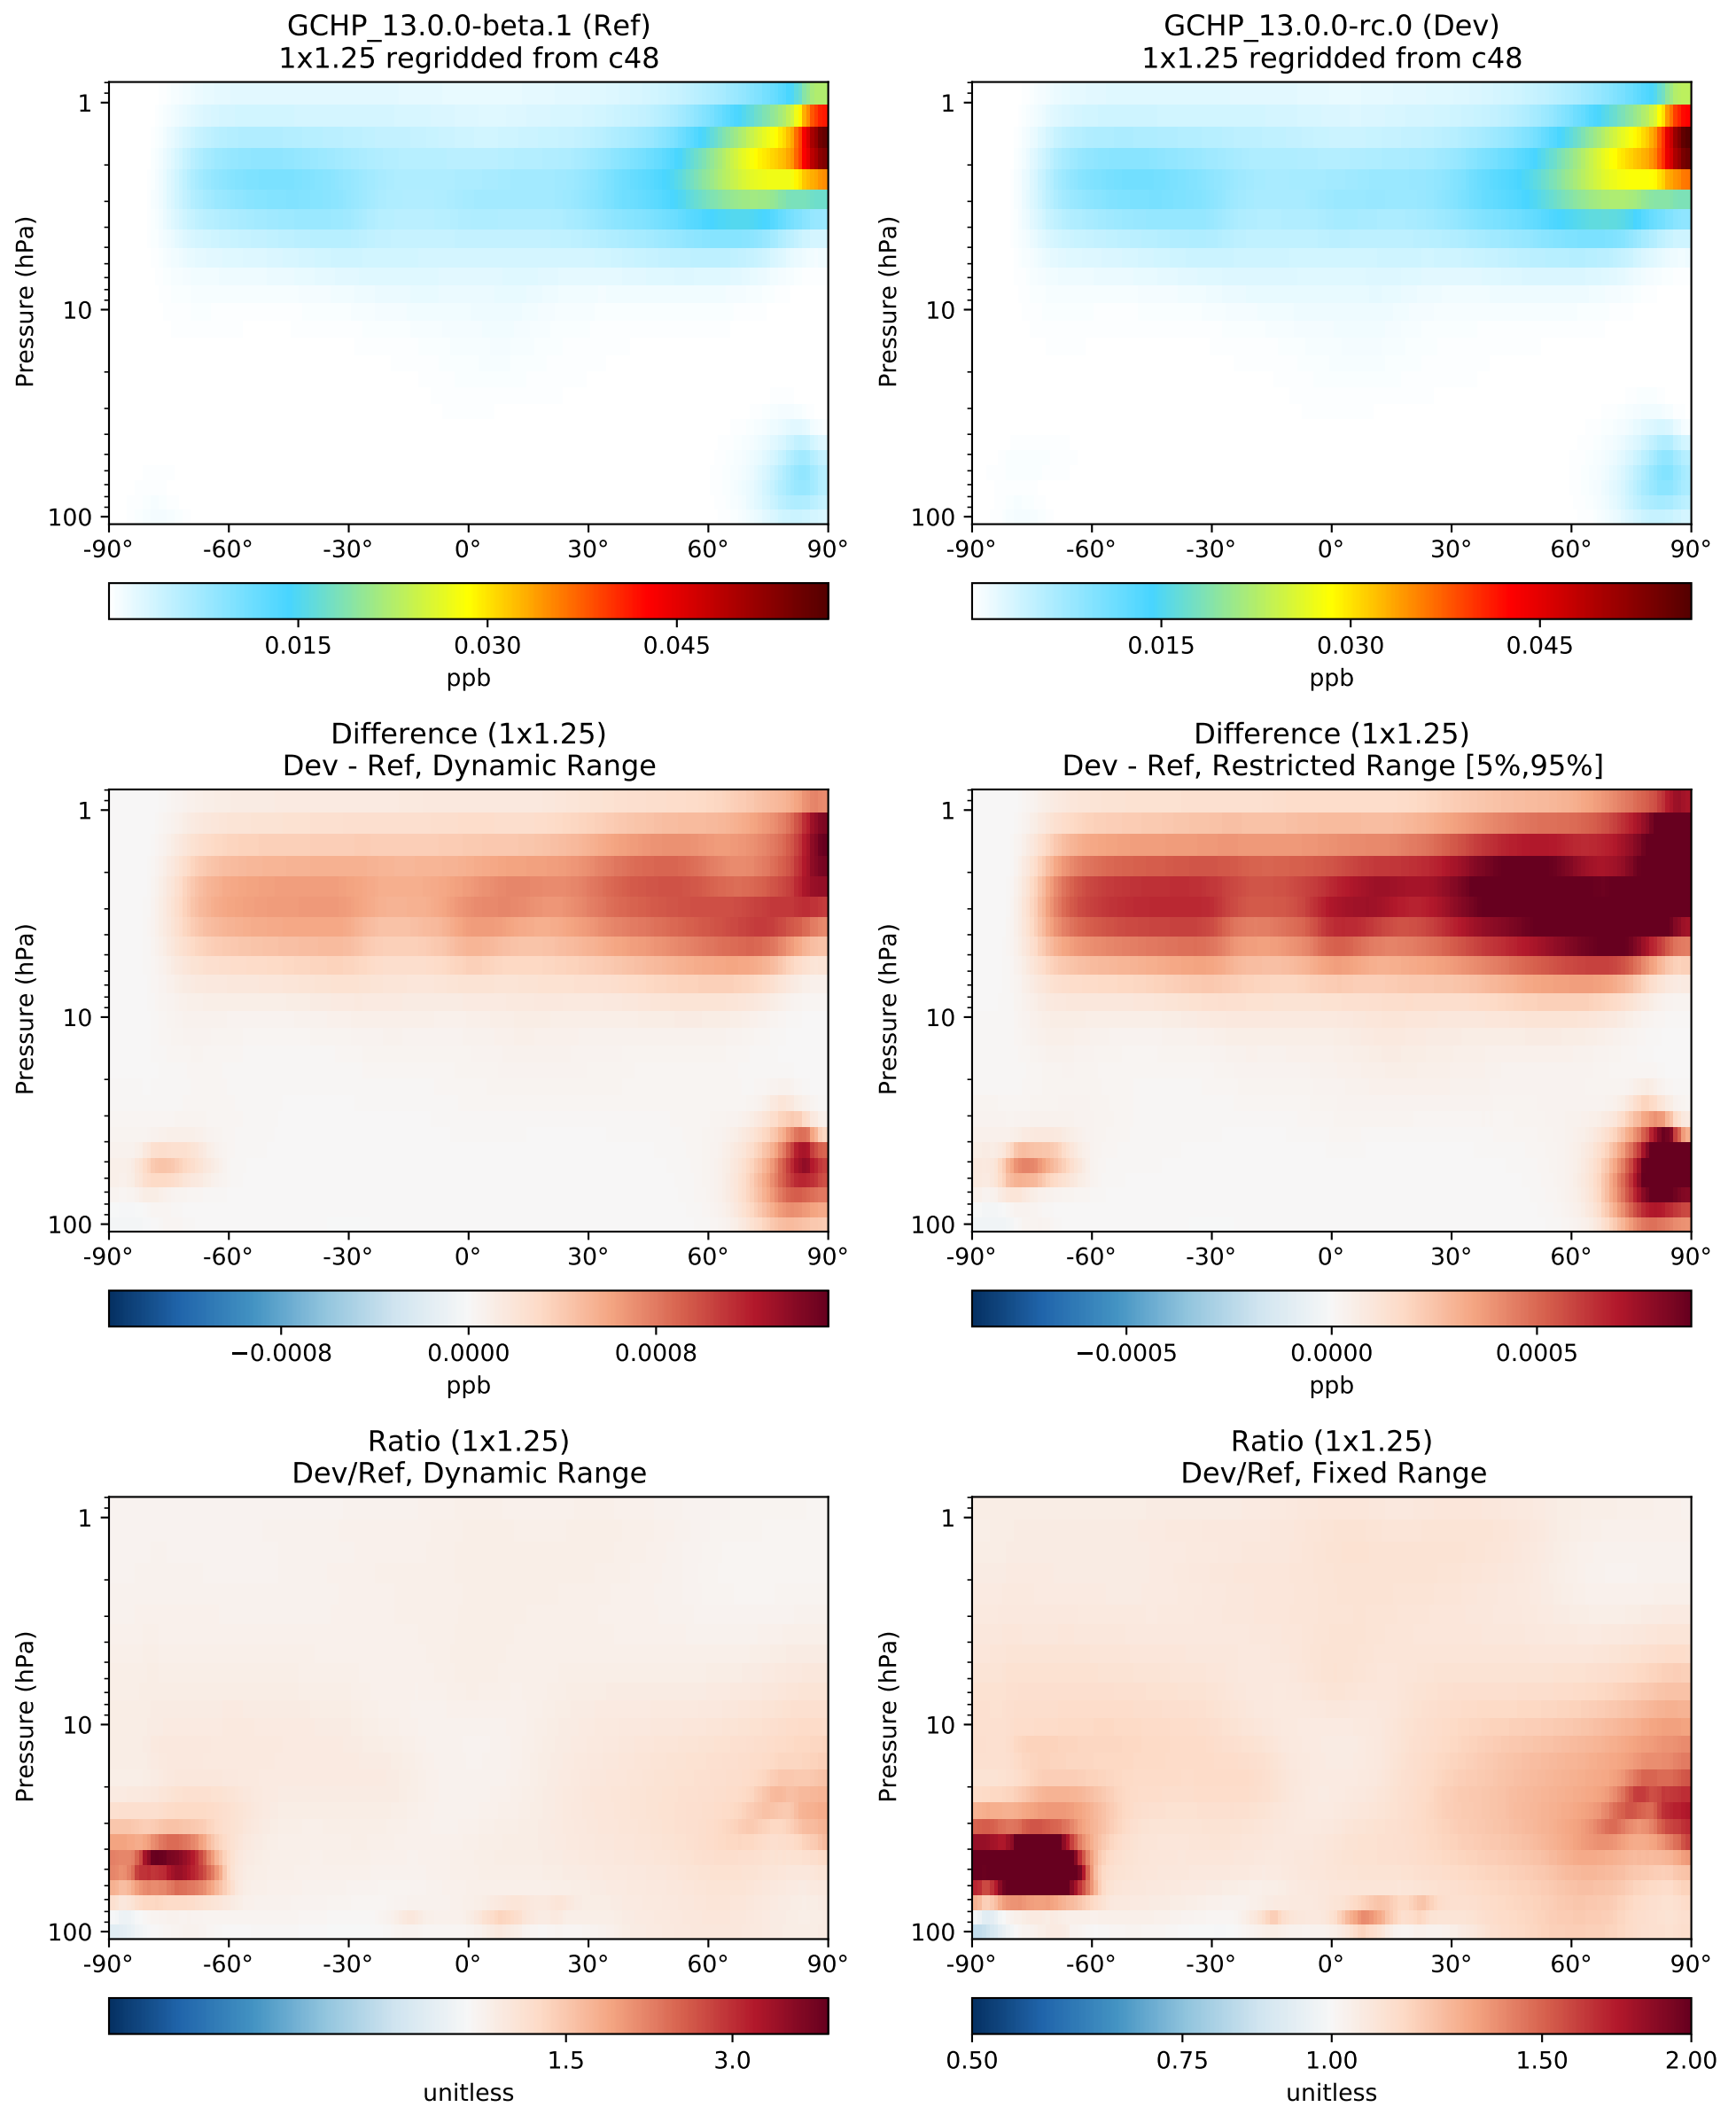 GCHP_13.0.0-beta.1 (Ref)
1x1.25 regridded from c48
GCHP_13.0.0-rc.0 (Dev)
1x1.25 regridded from c48
Pressure (hPa)
1
10
100
-90° -60° -30° 0° 30° 60° 90°
0.015 0.030 0.045
ppb
Pressure (hPa)
1
10
100
-90° -60° -30° 0° 30° 60° 90°
0.015 0.030 0.045
ppb
Difference (1x1.25)
Dev - Ref, Dynamic Range
Difference (1x1.25)
Dev - Ref, Restricted Range [5%,95%]
Pressure (hPa)
1
10
100
-90° -60° -30° 0° 30° 60° 90°
−0.0008 0.0000 0.0008
ppb
Pressure (hPa)
1
10
100
-90° -60° -30° 0° 30° 60° 90°
−0.0005 0.0000 0.0005
ppb
Ratio (1x1.25)
Dev/Ref, Dynamic Range
Ratio (1x1.25)
Dev/Ref, Fixed Range
Pressure (hPa)
1
10
100
-90° -60° -30° 0° 30° 60° 90°
1.5 3.0
unitless
Pressure (hPa)
1
10
100
-90° -60° -30° 0° 30° 60° 90°
0.50 0.75 1.00 1.50 2.00
unitless